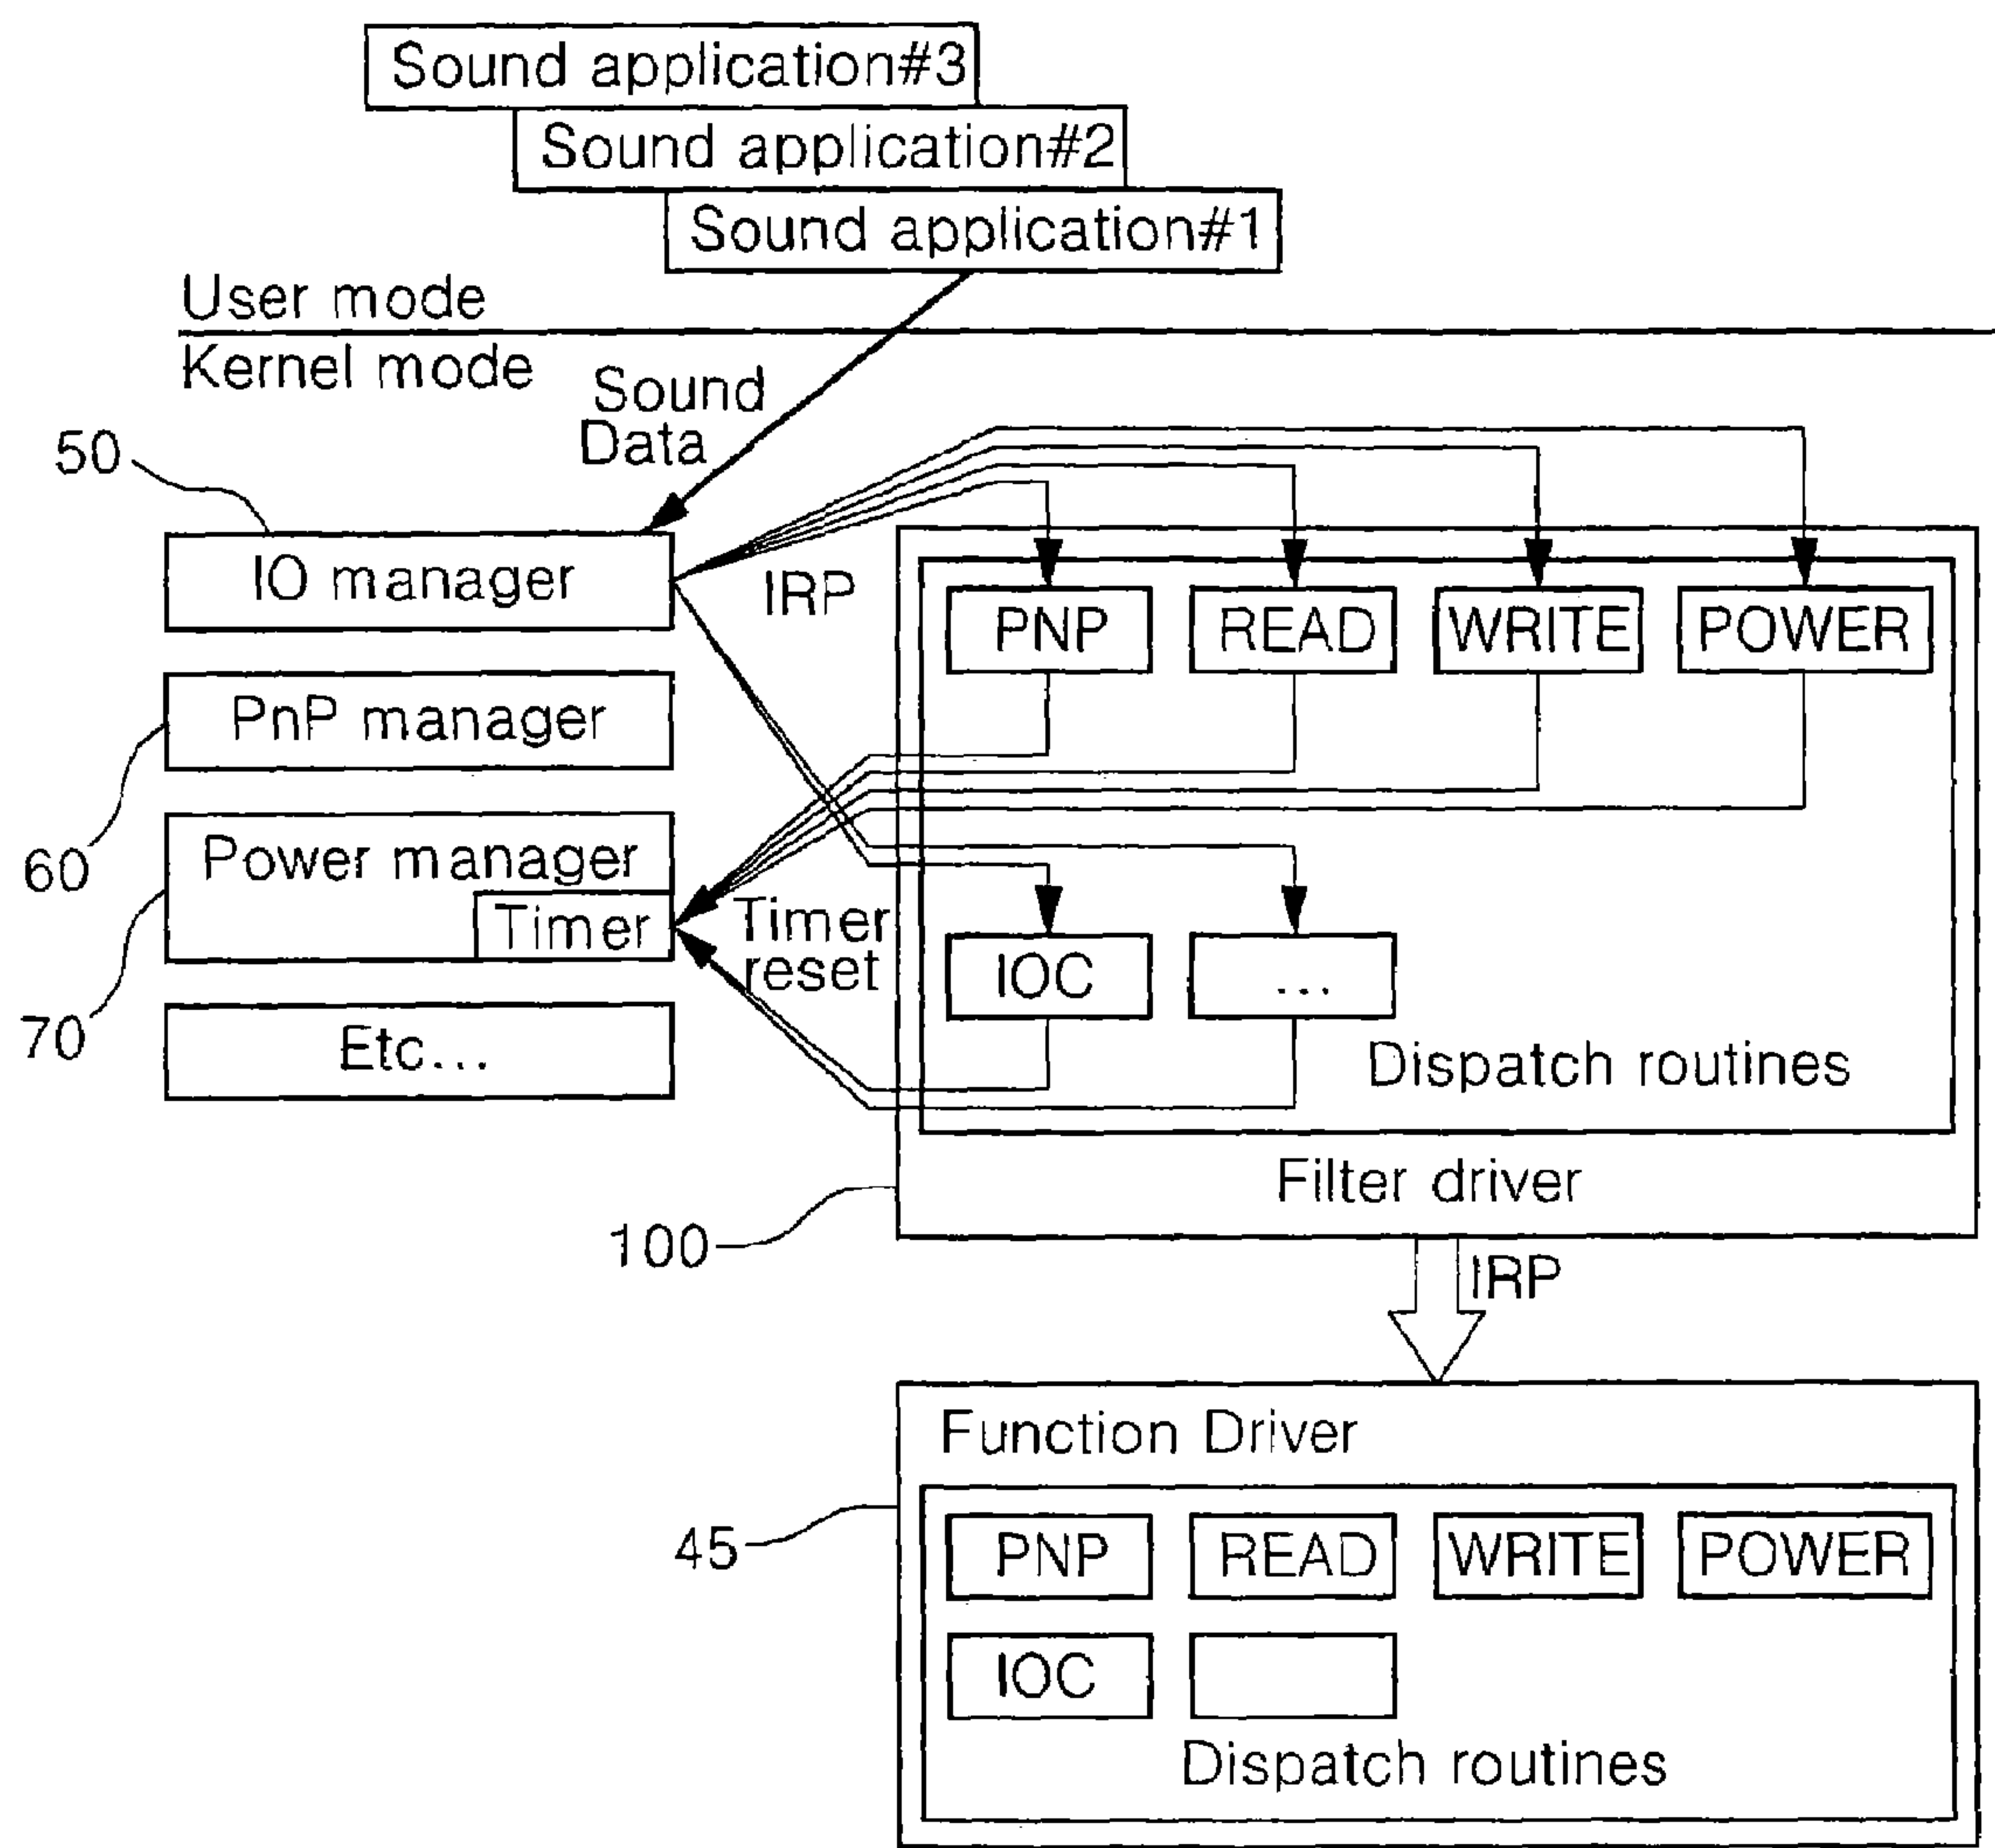 Sound application#3
Sound application#2
Sound application#1
User mode
Kernel mode
Sound
Data
50
IO manager
IRP
PNP
READ
WRITE
POWER
PnP manager
60
Power manager
Timer
Timer
reset
70
IOC
...
Etc...
Dispatch routines
Filter driver
100
IRP
Function Driver
45
PNP
READ
WRITE
POWER
IOC
Dispatch routines